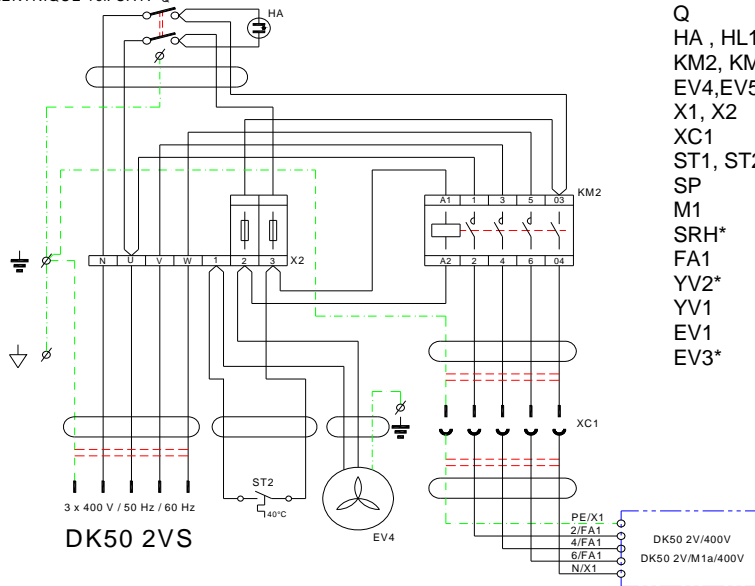 Q
HA
Q
HA , HL1
KM2, KM
EV4,EV5
X1, X2
XC1
ST1, ST2
SP
M1
SRH*
FA1
YV2*
YV1
EV1
EV3*
KM2
A1 1 3 5 03
A2 2 4 6 04
N U V W 1 2 3 X2
XC1
ST2
40°C
EV4
3 x 400 V / 50 Hz / 60 Hz
DK50 2VS
PE/X1
2/FA1
4/FA1
6/FA1
N/X1
DK50 2V/400V
DK50 2V/M1a/400V